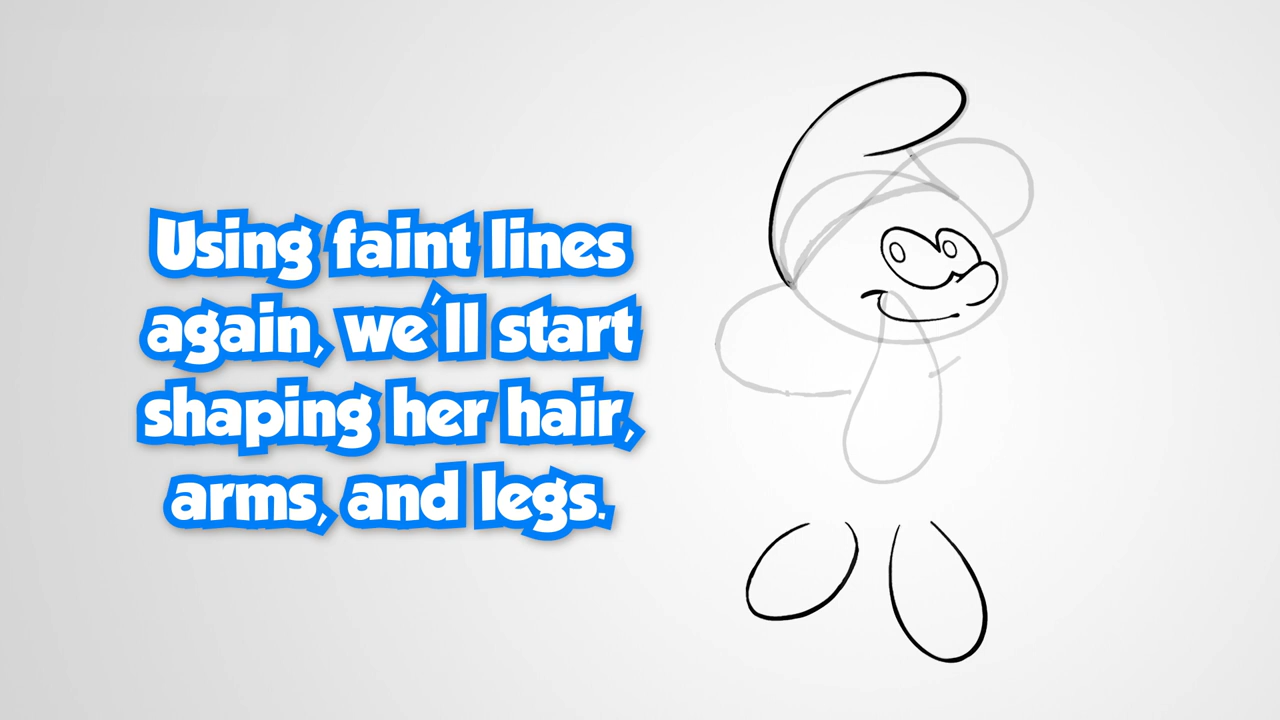 Using faint lines
again, we'll start
shaping her hair,
arms, and legs.